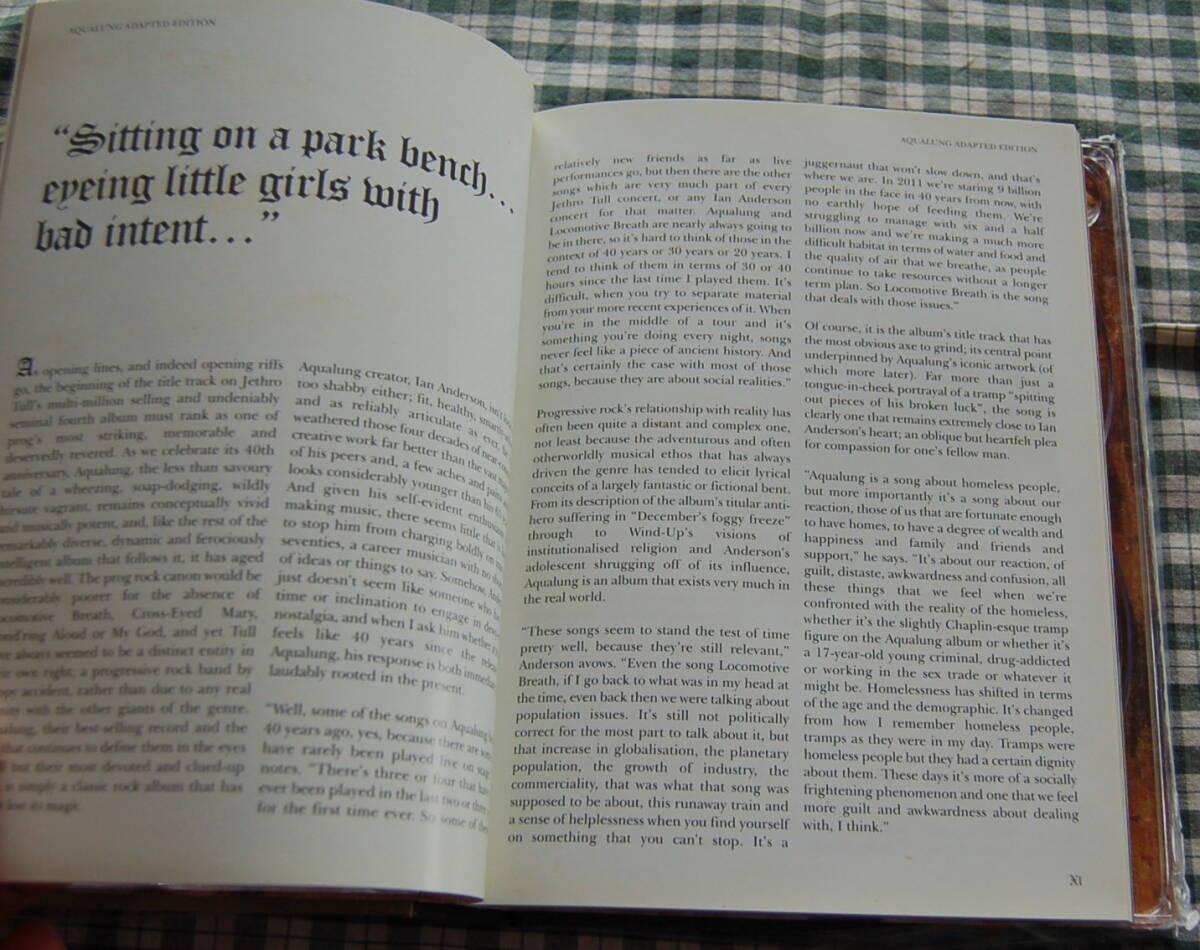 AQUALUNG ADAPTED EDITION
“Sitting on a park bench...
eyeing little girls with
bad intent...”
As opening lines, and indeed opening riffs
go, the beginning of the title track on Jethro
Tull's multi-million selling and undeniably
seminal fourth album must rank as one of
prog's most striking, memorable and
deservedly revered. As we celebrate its 40th
anniversary, Aqualung, the less than savoury
tale of a wheezing, soap-dodging, wildly
hirsute vagrant, remains conceptually vivid
and musically potent, and, like the rest of the
remarkably diverse, dynamic and ferociously
intelligent album that follows it, it has aged
incredibly well. The prog rock canon would be
considerably poorer for the absence of
Locomotive Breath, Cross-Eyed Mary,
Wond'ring Aloud or My God, and yet Tull
have always seemed to be a distinct entity in
own right, a progressive rock band by
accident, rather than due to any real
with the other giants of the genre.
their best-selling record and the
that continues to define them in the eyes
but their most devoted and clued-up
is simply a classic rock album that has
lost its magic.
Aqualung creator, Ian Anderson, isn't
too shabby either; fit, healthy,
and as reliably articulate as ever, he
weathered those four decades of
creative work far better than the vast
of his peers and, a few aches and pains
looks considerably younger than his
And given his self-evident enthusiasm
making music, there seems little that is
to stop him from charging boldly on
seventies, a career musician with no
of ideas or things to say. Somehow,
just doesn't seem like someone who
time or inclination to engage in
nostalgia, and when I ask him whether
feels like 40 years since the
Aqualung, his response is both
laudably rooted in the present.
“Well, some of the songs on Aqualung
40 years ago, yes, because there are
have rarely been played live on stage
notes. “There's three or four that
ever been played in the last two or three
for the first time ever. So some of
AQUALUNG ADAPTED EDITION
relatively new friends as far as live
performances go, but then there are the other
songs which are very much part of every
Jethro Tull concert, or any Ian Anderson
concert for that matter. Aqualung and
Locomotive Breath are nearly always going to
be in there, so it's hard to think of those in the
context of 40 years or 30 years or 20 years. I
tend to think of them in terms of 30 or 40
hours since the last time I played them. It's
difficult, when you try to separate material
from your more recent experiences of it. When
you're in the middle of a tour and it's
something you're doing every night, songs
never feel like a piece of ancient history. And
that's certainly the case with most of those
songs, because they are about social realities.”
Progressive rock's relationship with reality has
often been quite a distant and complex one,
not least because the adventurous and often
otherworldly musical ethos that has always
driven the genre has tended to elicit lyrical
conceits of a largely fantastic or fictional bent.
From its description of the album's titular anti-
hero suffering in “December's foggy freeze”
through to Wind-Up's visions of
institutionalised religion and Anderson's
adolescent shrugging off of its influence,
Aqualung is an album that exists very much in
the real world.
“These songs seem to stand the test of time
pretty well, because they're still relevant,”
Anderson avows. “Even the song Locomotive
Breath, if I go back to what was in my head at
the time, even back then we were talking about
population issues. It's still not politically
correct for the most part to talk about it, but
that increase in globalisation, the planetary
population, the growth of industry, the
commerciality, that was what that song was
supposed to be about, this runaway train and
a sense of helplessness when you find yourself
on something that you can't stop. It's a
juggernaut that won't slow down, and that's
where we are. In 2011 we're staring 9 billion
people in the face in 40 years from now, with
no earthly hope of feeding them. We're
struggling to manage with six and a half
billion now and we're making a much more
difficult habitat in terms of water and food and
the quality of air that we breathe, as people
continue to take resources without a longer
term plan. So Locomotive Breath is the song
that deals with those issues.”
Of course, it is the album's title track that has
the most obvious axe to grind; its central point
underpinned by Aqualung's iconic artwork (of
which more later). Far more than just a
tongue-in-cheek portrayal of a tramp “spitting
out pieces of his broken luck”, the song is
clearly one that remains extremely close to Ian
Anderson's heart; an oblique but heartfelt plea
for compassion for one's fellow man.
“Aqualung is a song about homeless people,
but more importantly it's a song about our
reaction, those of us that are fortunate enough
to have homes, to have a degree of wealth and
happiness and family and friends and
support,” he says. “It's about our reaction, of
guilt, distaste, awkwardness and confusion, all
these things that we feel when we're
confronted with the reality of the homeless,
whether it's the slightly Chaplin-esque tramp
figure on the Aqualung album or whether it's
a 17-year-old young criminal, drug-addicted
or working in the sex trade or whatever it
might be. Homelessness has shifted in terms
of the age and the demographic. It's changed
from how I remember homeless people,
tramps as they were in my day. Tramps were
homeless people but they had a certain dignity
about them. These days it's more of a socially
frightening phenomenon and one that we feel
more guilt and awkwardness about dealing
with, I think.”
XI